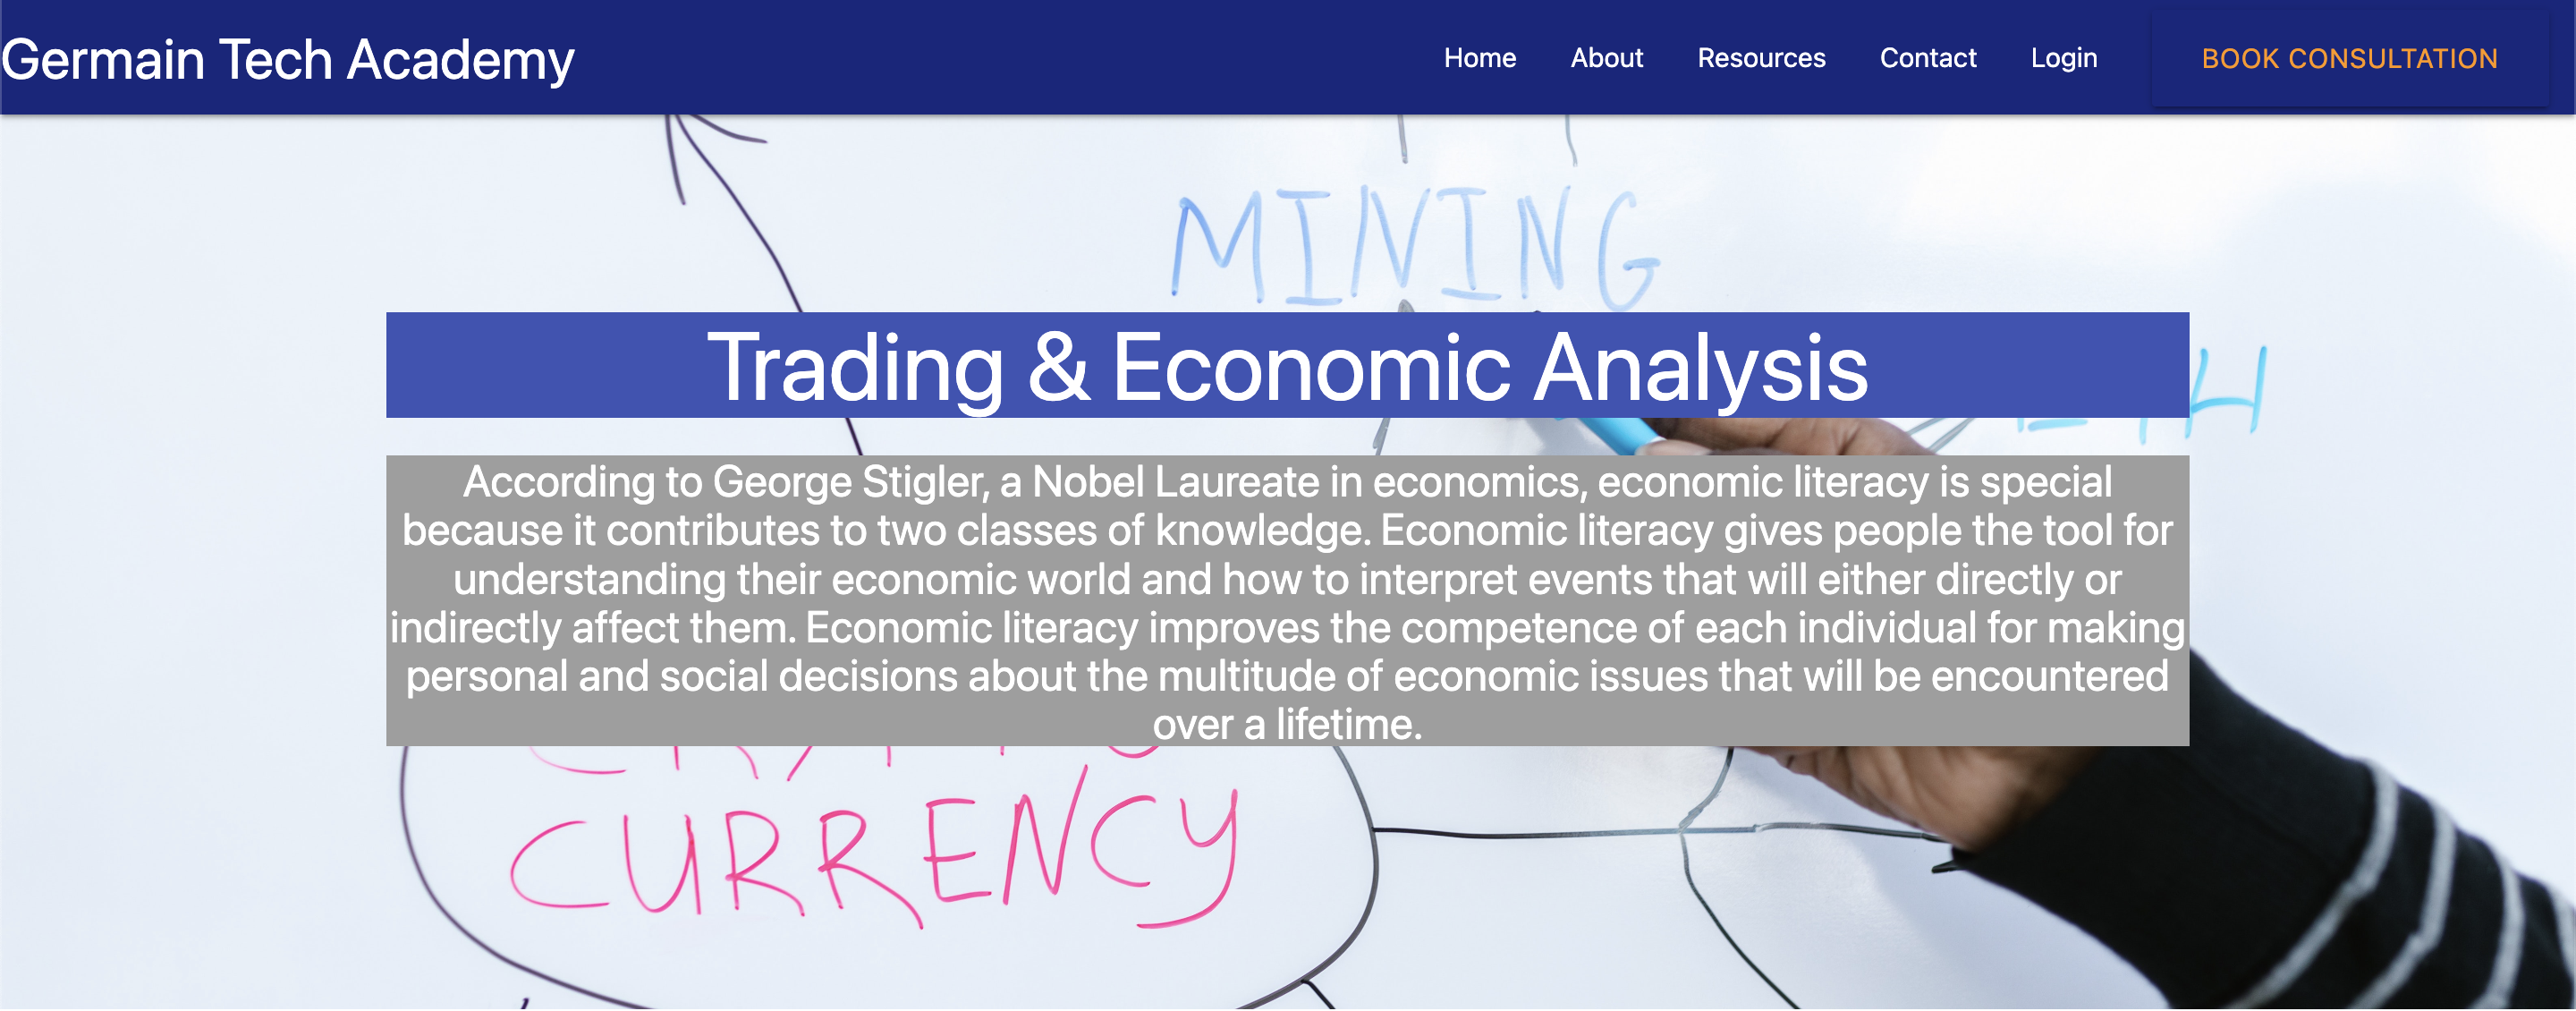 Germain Tech Academy
Home About Resources Contact Login BOOK CONSULTATION
MINING
Trading & Economic Analysis
According to George Stigler, a Nobel Laureate in economics, economic literacy is special
because it contributes to two classes of knowledge. Economic literacy gives people the tool for
understanding their economic world and how to interpret events that will either directly or
indirectly affect them. Economic literacy improves the competence of each individual for making
personal and social decisions about the multitude of economic issues that will be encountered
over a lifetime.
CURRENCY